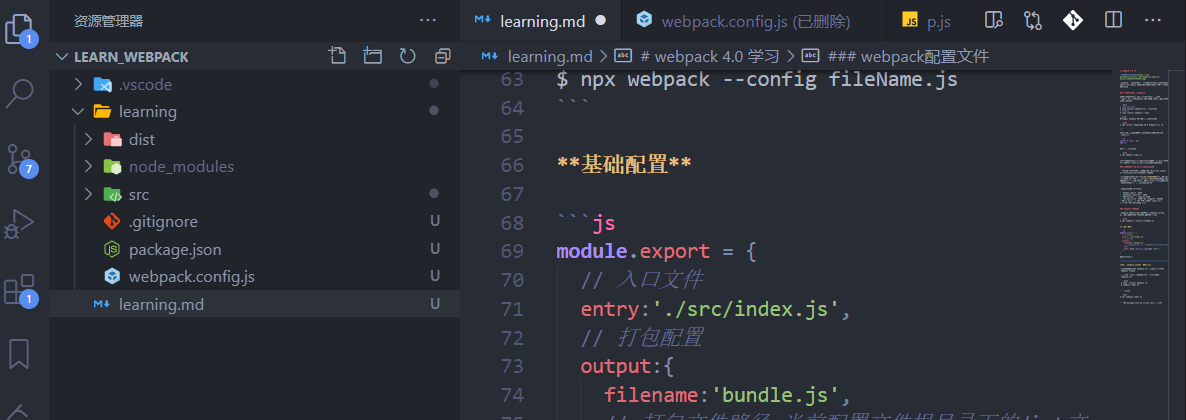 资源管理器
LEARN_WEBPACK
.vscode
learning
dist
node_modules
src
.gitignore U
package.json U
webpack.config.js U
learning.md U
1
7
1
learning.md
webpack.config.js (已删除)
JS p.js
learning.md > abc # webpack 4.0 学习 > abc ### webpack配置文件
63 $ npx webpack --config fileName.js
64 ```
65
66 **基础配置**
67
68 ```js
69 module.export = {
70 // 入口文件
71 entry:'./src/index.js',
72 // 打包配置
73 output:{
74 filename:'bundle.js',